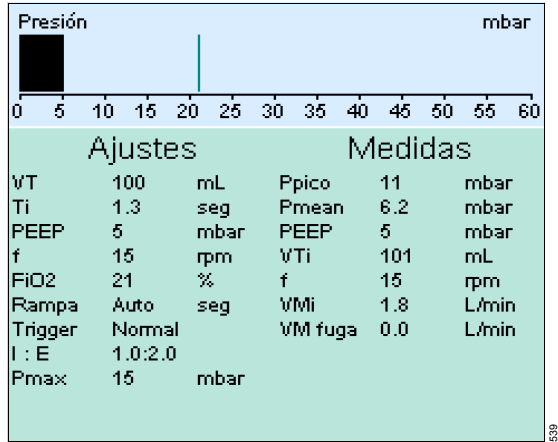 Presión mbar
0 5 10 15 20 25 30 35 40 45 50 55 60
Ajustes Medidas
VT 100 mL Ppico 11 mbar
Ti 1.3 seg Pmean 6.2 mbar
PEEP 5 mbar PEEP 5 mbar
f 15 rpm VTi 101 mL
FiO2 21 % f 15 rpm
Rampa Auto seg VMi 1.8 L/min
Trigger Normal VM fuga 0.0 L/min
I : E 1.0:2.0
Pmax 15 mbar
539